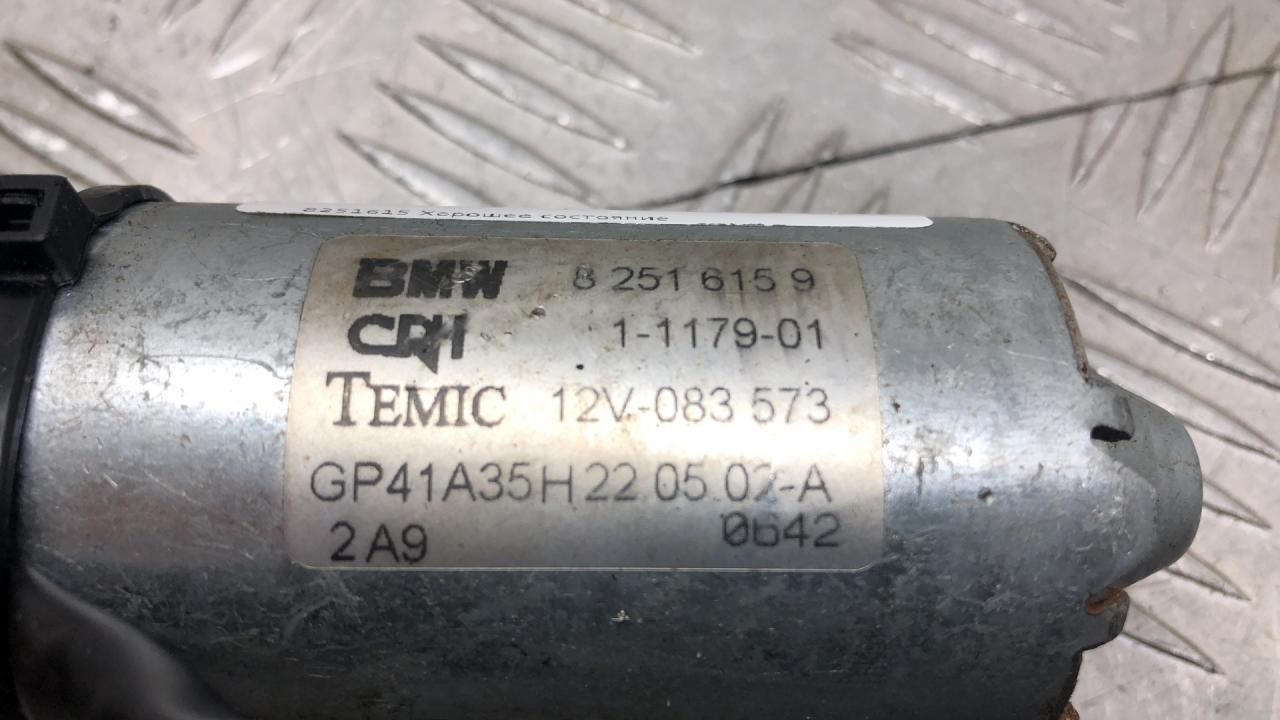 8251615 Хорошее состояние
BMW 8 251 615 9
1-1179-01
TEMIC 12V-083 573
GP41A35H 22.05.02-A
2A9 0642